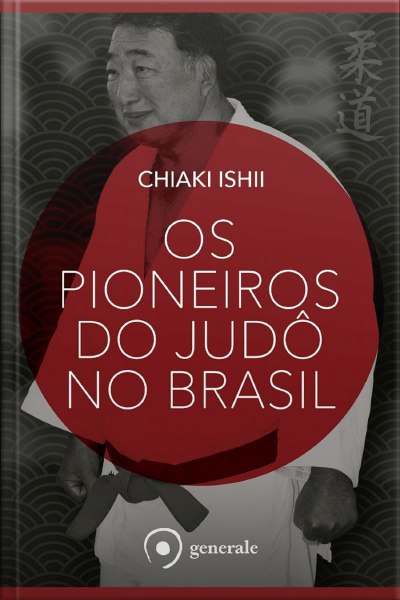 柔道
CHIAKI ISHII
OS
PIONEIROS
DO JUDÔ
NO BRASIL
generale